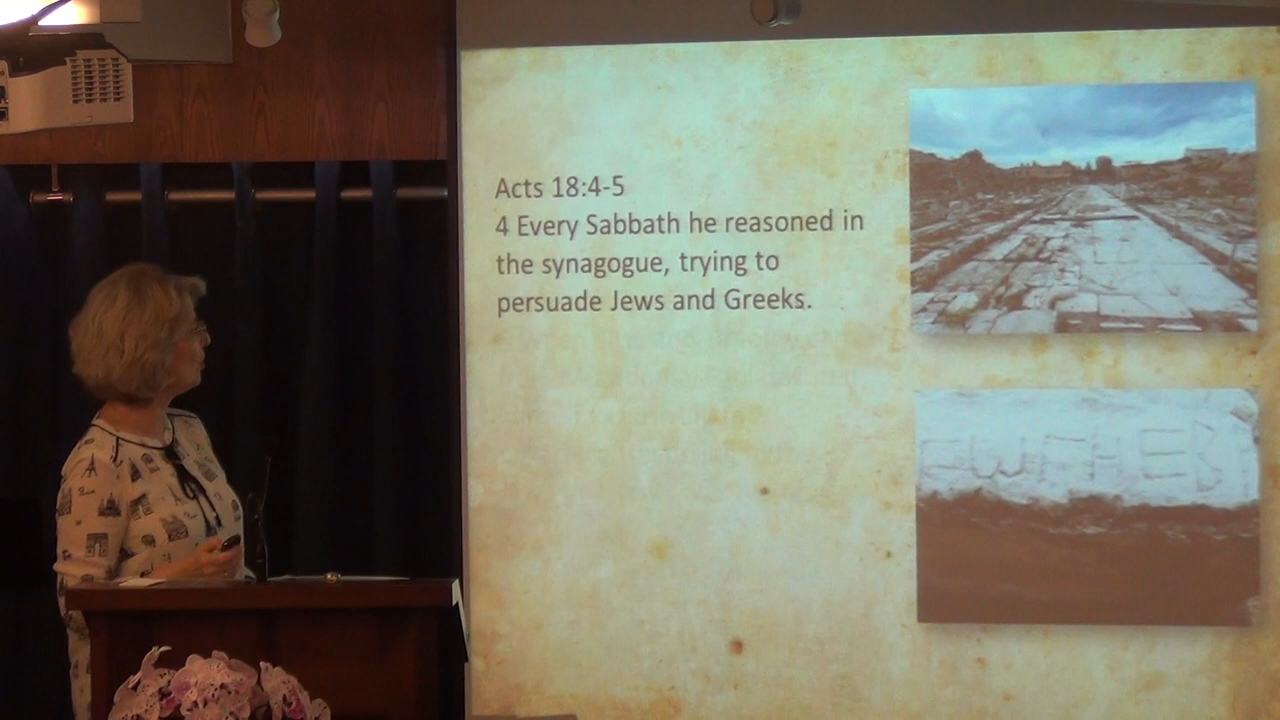 Acts 18:4-5
4 Every Sabbath he reasoned in
the synagogue, trying to
persuade Jews and Greeks.